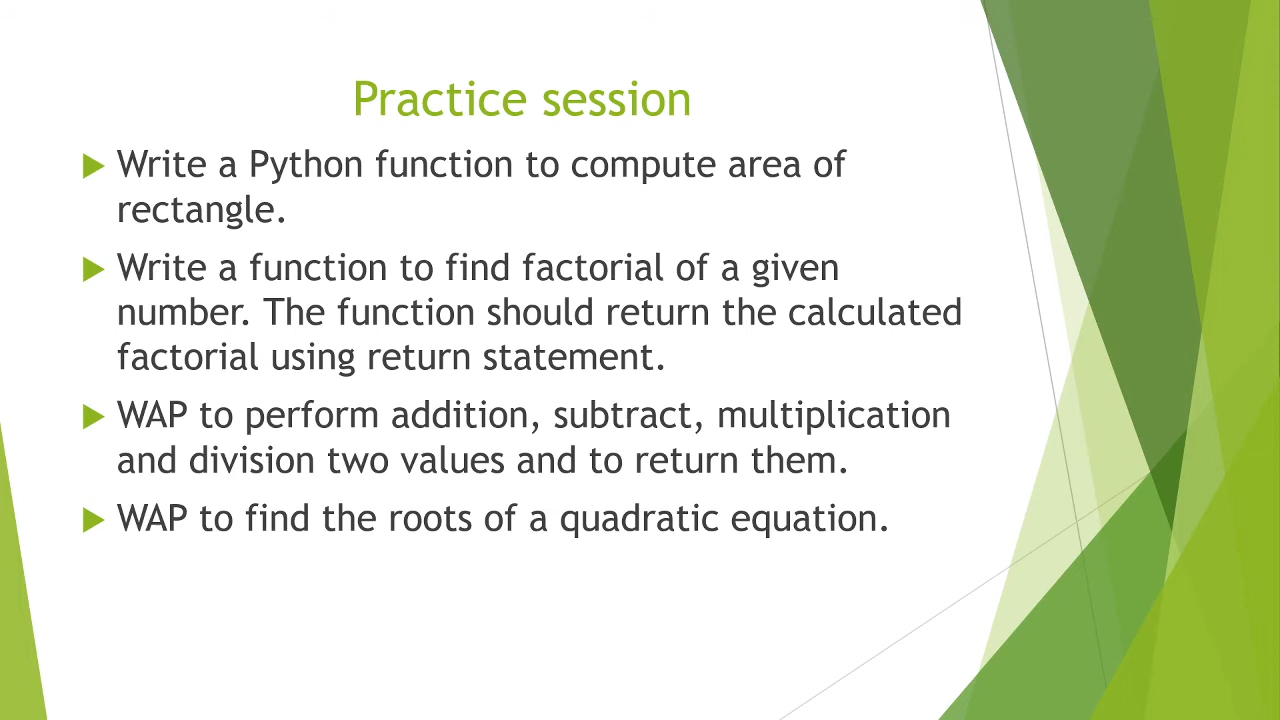 Practice session
Write a Python function to compute area of
rectangle.
Write a function to find factorial of a given
number. The function should return the calculated
factorial using return statement.
WAP to perform addition, subtract, multiplication
and division two values and to return them.
WAP to find the roots of a quadratic equation.